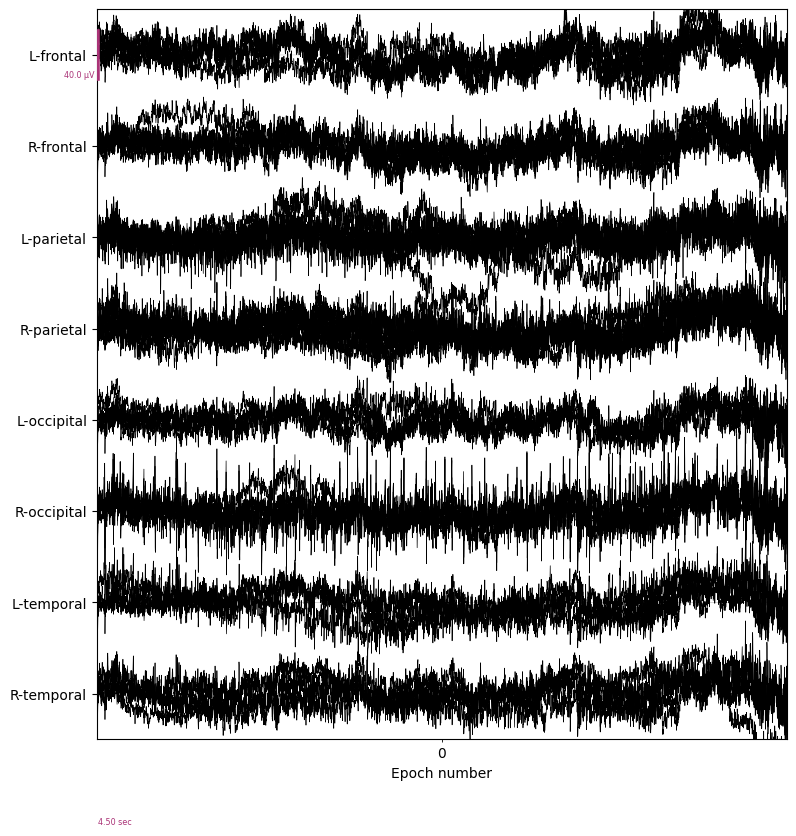 L-frontal
40.0 µV
R-frontal
L-parietal
R-parietal
L-occipital
R-occipital
L-temporal
R-temporal
0
Epoch number
4.50 sec